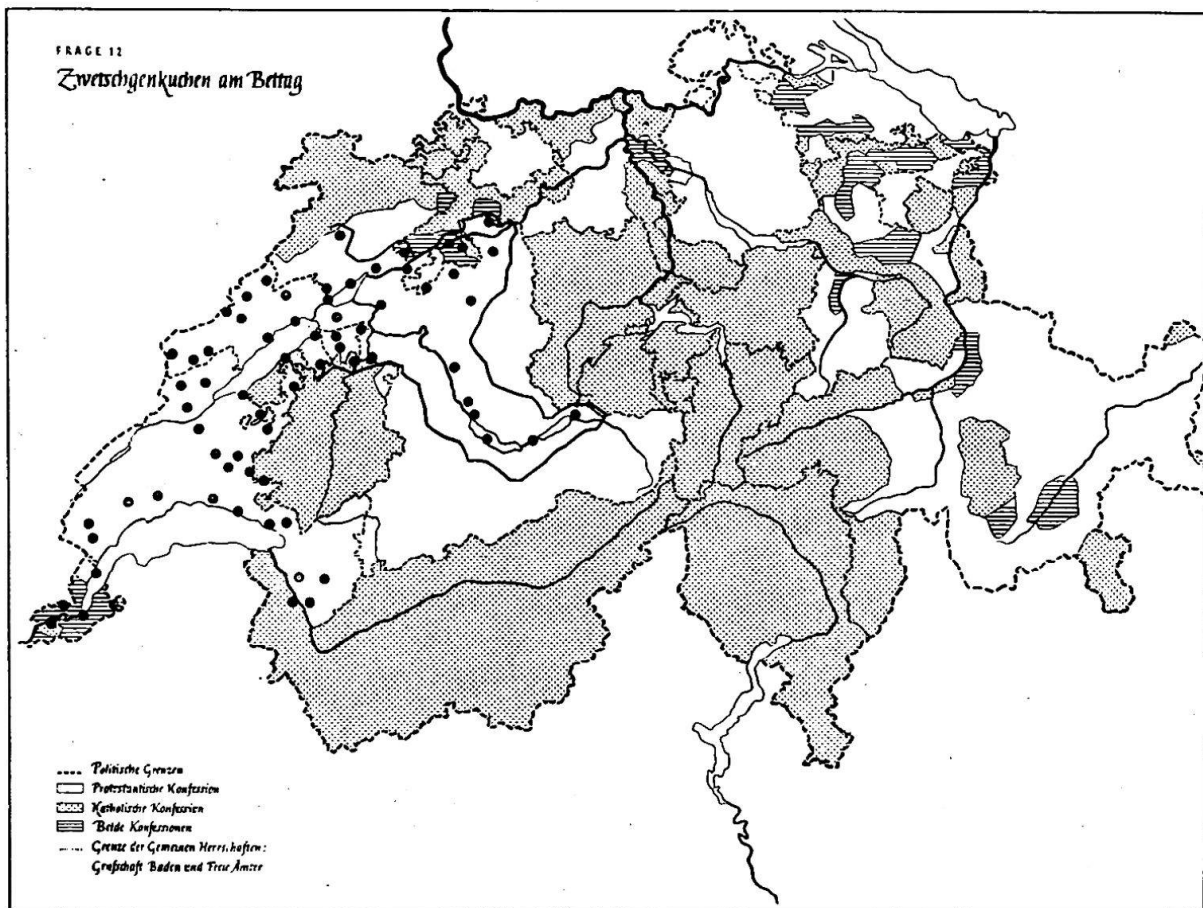 FRAGE 12
Zwetschgenkuchen am Bettag
Politische Grenzen
Protestantische Konfession
Katholische Konfession
Beide Konfessionen
Grenze der Gemeinen Herrschaften:
Grafschaft Baden und Freie Ämter